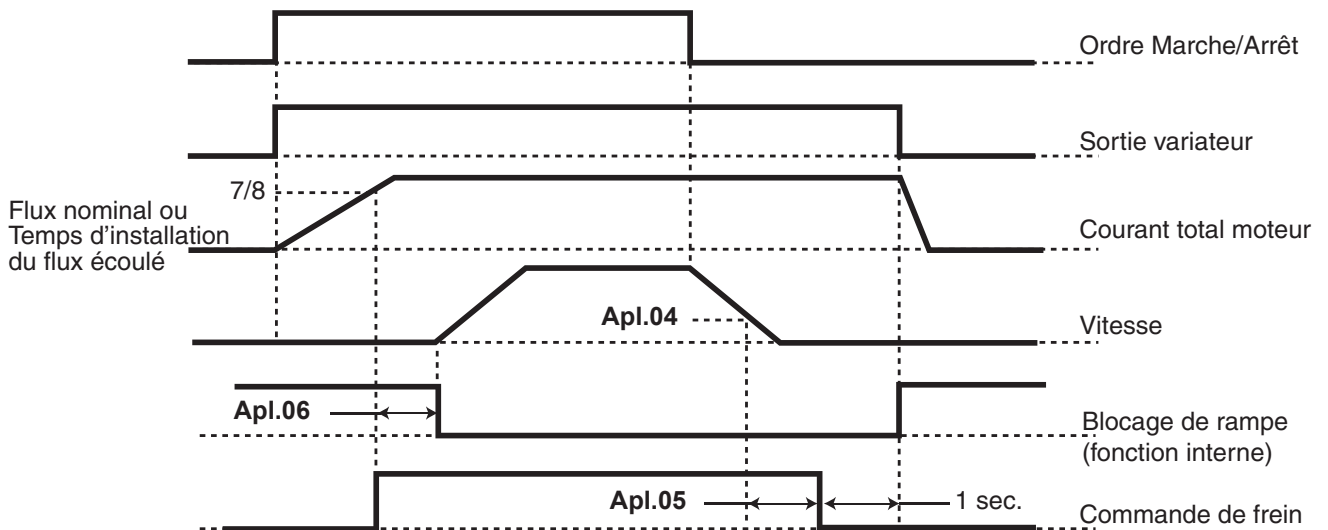 Ordre Marche/Arrêt
Sortie variateur
7/8
Flux nominal ou
Temps d'installation
du flux écoulé
Courant total moteur
Apl.04
Vitesse
Apl.06
Blocage de rampe
(fonction interne)
Apl.05
1 sec.
Commande de frein